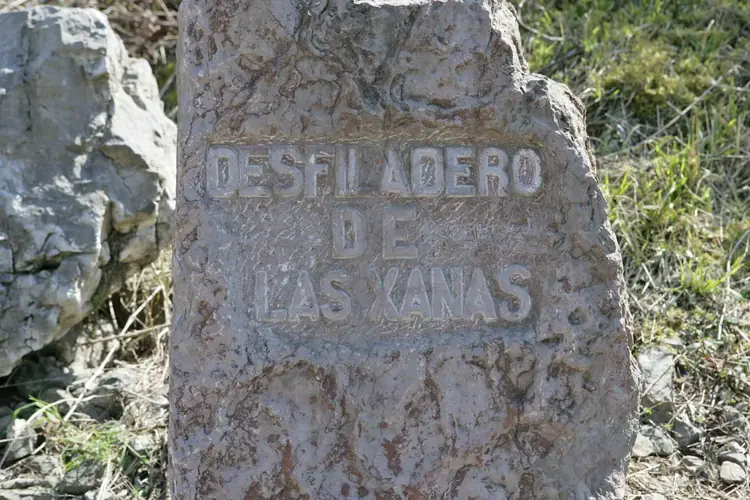 DESFILADERO
DE
LAS XANAS